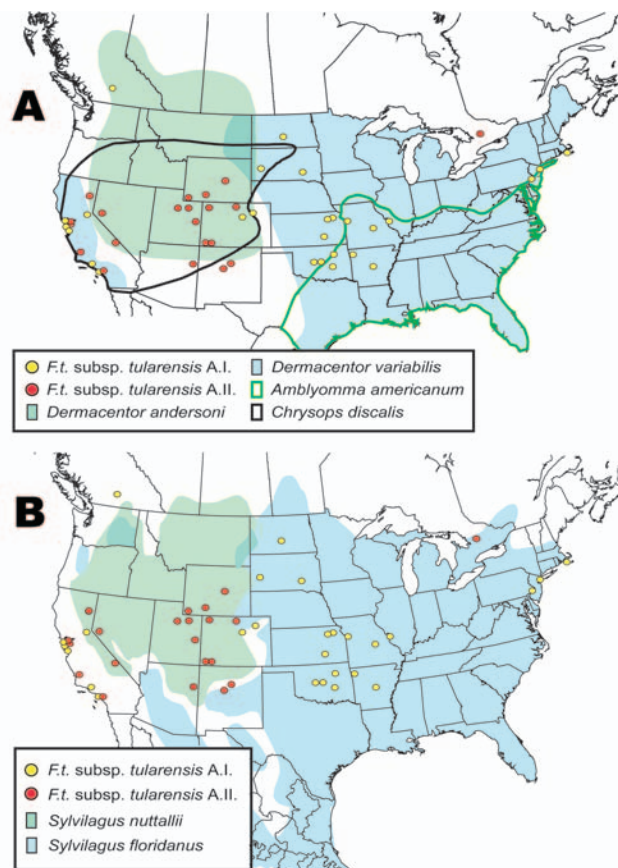 A
F.t. subsp. tularensis A.I.
F.t. subsp. tularensis A.II.
Dermacentor andersoni
Dermacentor variabilis
Amblyomma americanum
Chrysops discalis
B
F.t. subsp. tularensis A.I.
F.t. subsp. tularensis A.II.
Sylvilagus nuttallii
Sylvilagus floridanus